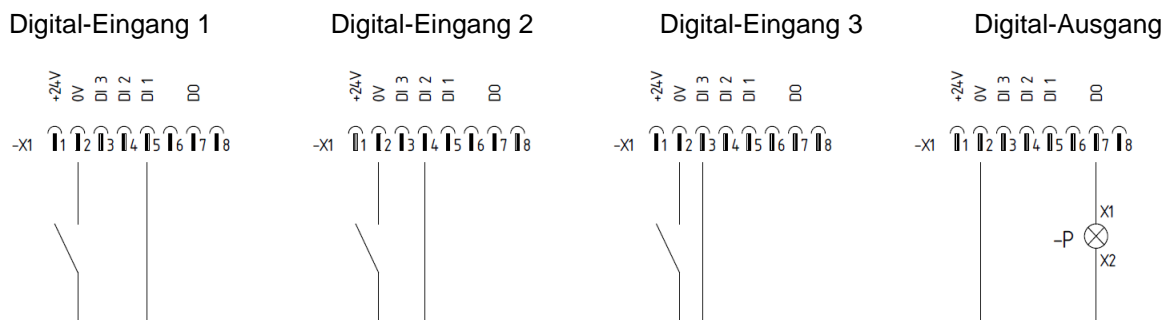 Digital-Eingang 1 Digital-Eingang 2 Digital-Eingang 3 Digital-Ausgang
+24V 0V DI 3 DI 2 DI 1 DO +24V 0V DI 3 DI 2 DI 1 DO +24V 0V DI 3 DI 2 DI 1 DO +24V 0V DI 3 DI 2 DI 1 DO
-X1 1 2 3 4 5 6 7 8 -X1 1 2 3 4 5 6 7 8 -X1 1 2 3 4 5 6 7 8 -X1 1 2 3 4 5 6 7 8
X1
-P
X2